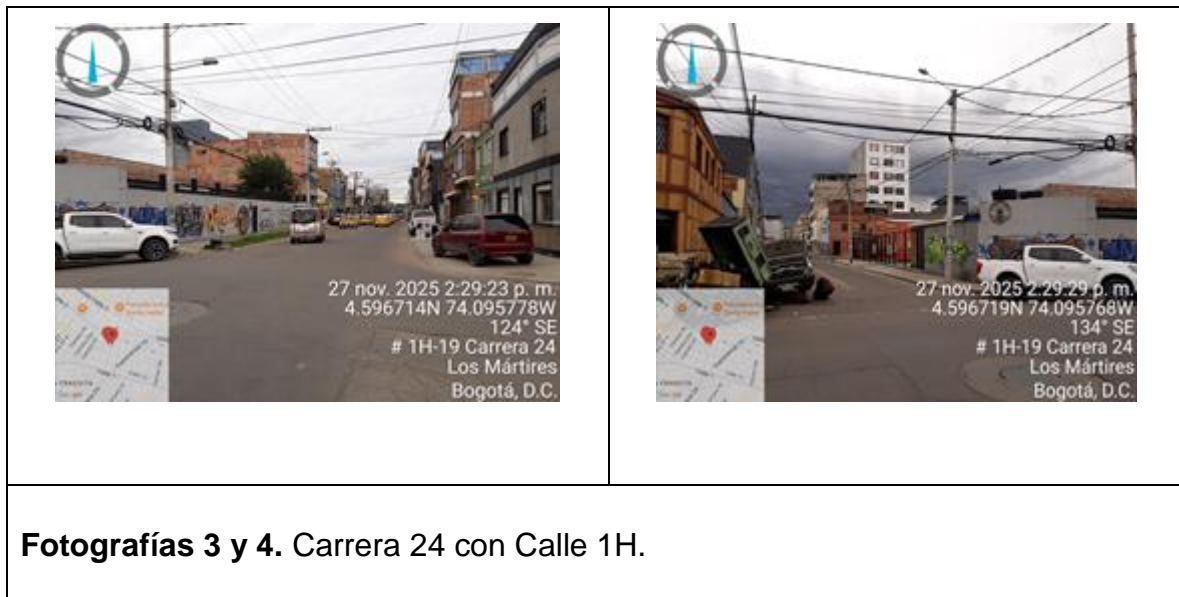 27 nov. 2025 2:29:23 p. m.
4.596714N 74.095778W
124° SE
# 1H-19 Carrera 24
Los Mártires
Bogotá, D.C.
27 nov. 2025 2:29:29 p. m.
4.596719N 74.095768W
134° SE
# 1H-19 Carrera 24
Los Mártires
Bogotá, D.C.
Fotografías 3 y 4. Carrera 24 con Calle 1H.